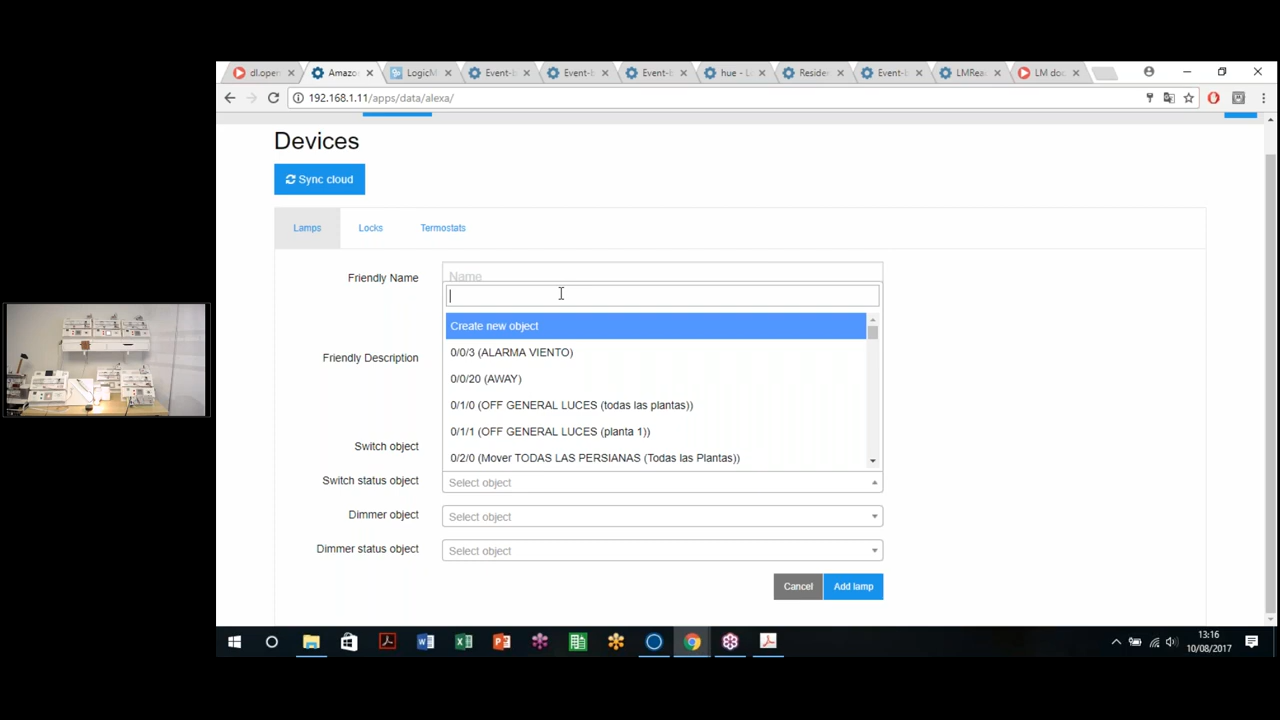 dl.open
Amazo
LogicM
Event-b
Event-b
Event-b
hue - Lo
Reside
Event-L
LMRea
LM doc
192.168.1.11/apps/data/alexa/
Devices
Sync cloud
Lamps
Locks
Termostats
Friendly Name
Name
Create new object
0/0/3 (ALARMA VIENTO)
0/0/20 (AWAY)
Friendly Description
0/1/0 (OFF GENERAL LUCES (todas las plantas))
0/1/1 (OFF GENERAL LUCES (planta 1))
Switch object
0/2/0 (Mover TODAS LAS PERSIANAS (Todas las Plantas))
Switch status object
Select object
Dimmer object
Select object
Dimmer status object
Select object
Cancel
Add lamp
13:16
10/08/2017